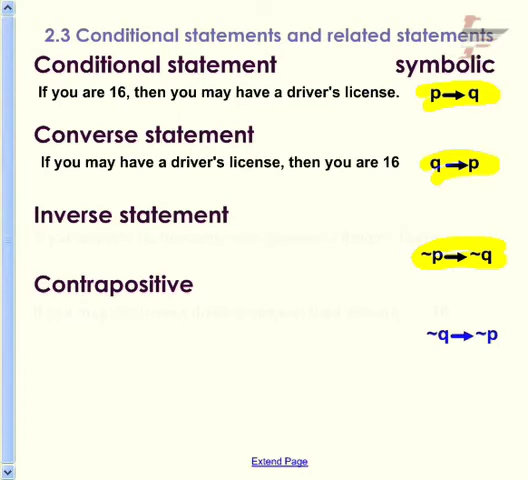 2.3 Conditional statements and related statements
Conditional statement symbolic
If you are 16, then you may have a driver's license. p→q
Converse statement
If you may have a driver's license, then you are 16 q→p
Inverse statement
~p→~q
Contrapositive
~q→~p
Extend Page